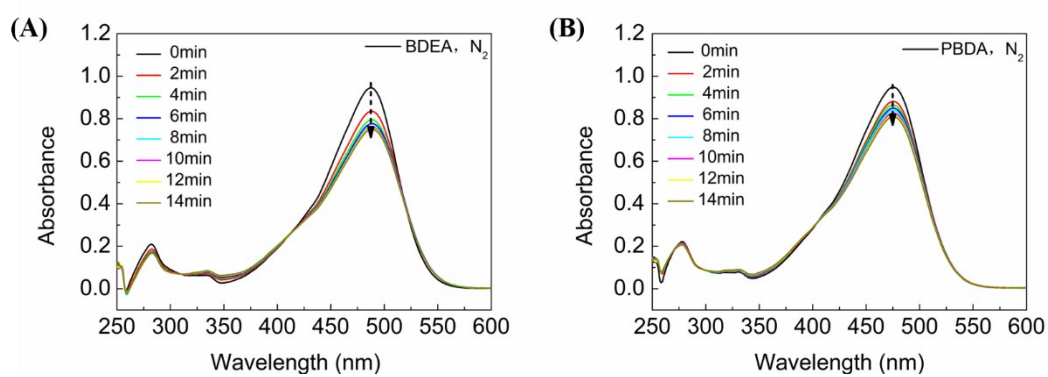 (A)
1.2
1.0
0.8
0.6
0.4
0.2
0.0
Absorbance
0min
2min
4min
6min
8min
10min
12min
14min
BDEA, N2
250 300 350 400 450 500 550 600
Wavelength (nm)
(B)
1.2
1.0
0.8
0.6
0.4
0.2
0.0
Absorbance
0min
2min
4min
6min
8min
10min
12min
14min
PBDA, N2
250 300 350 400 450 500 550 600
Wavelength (nm)